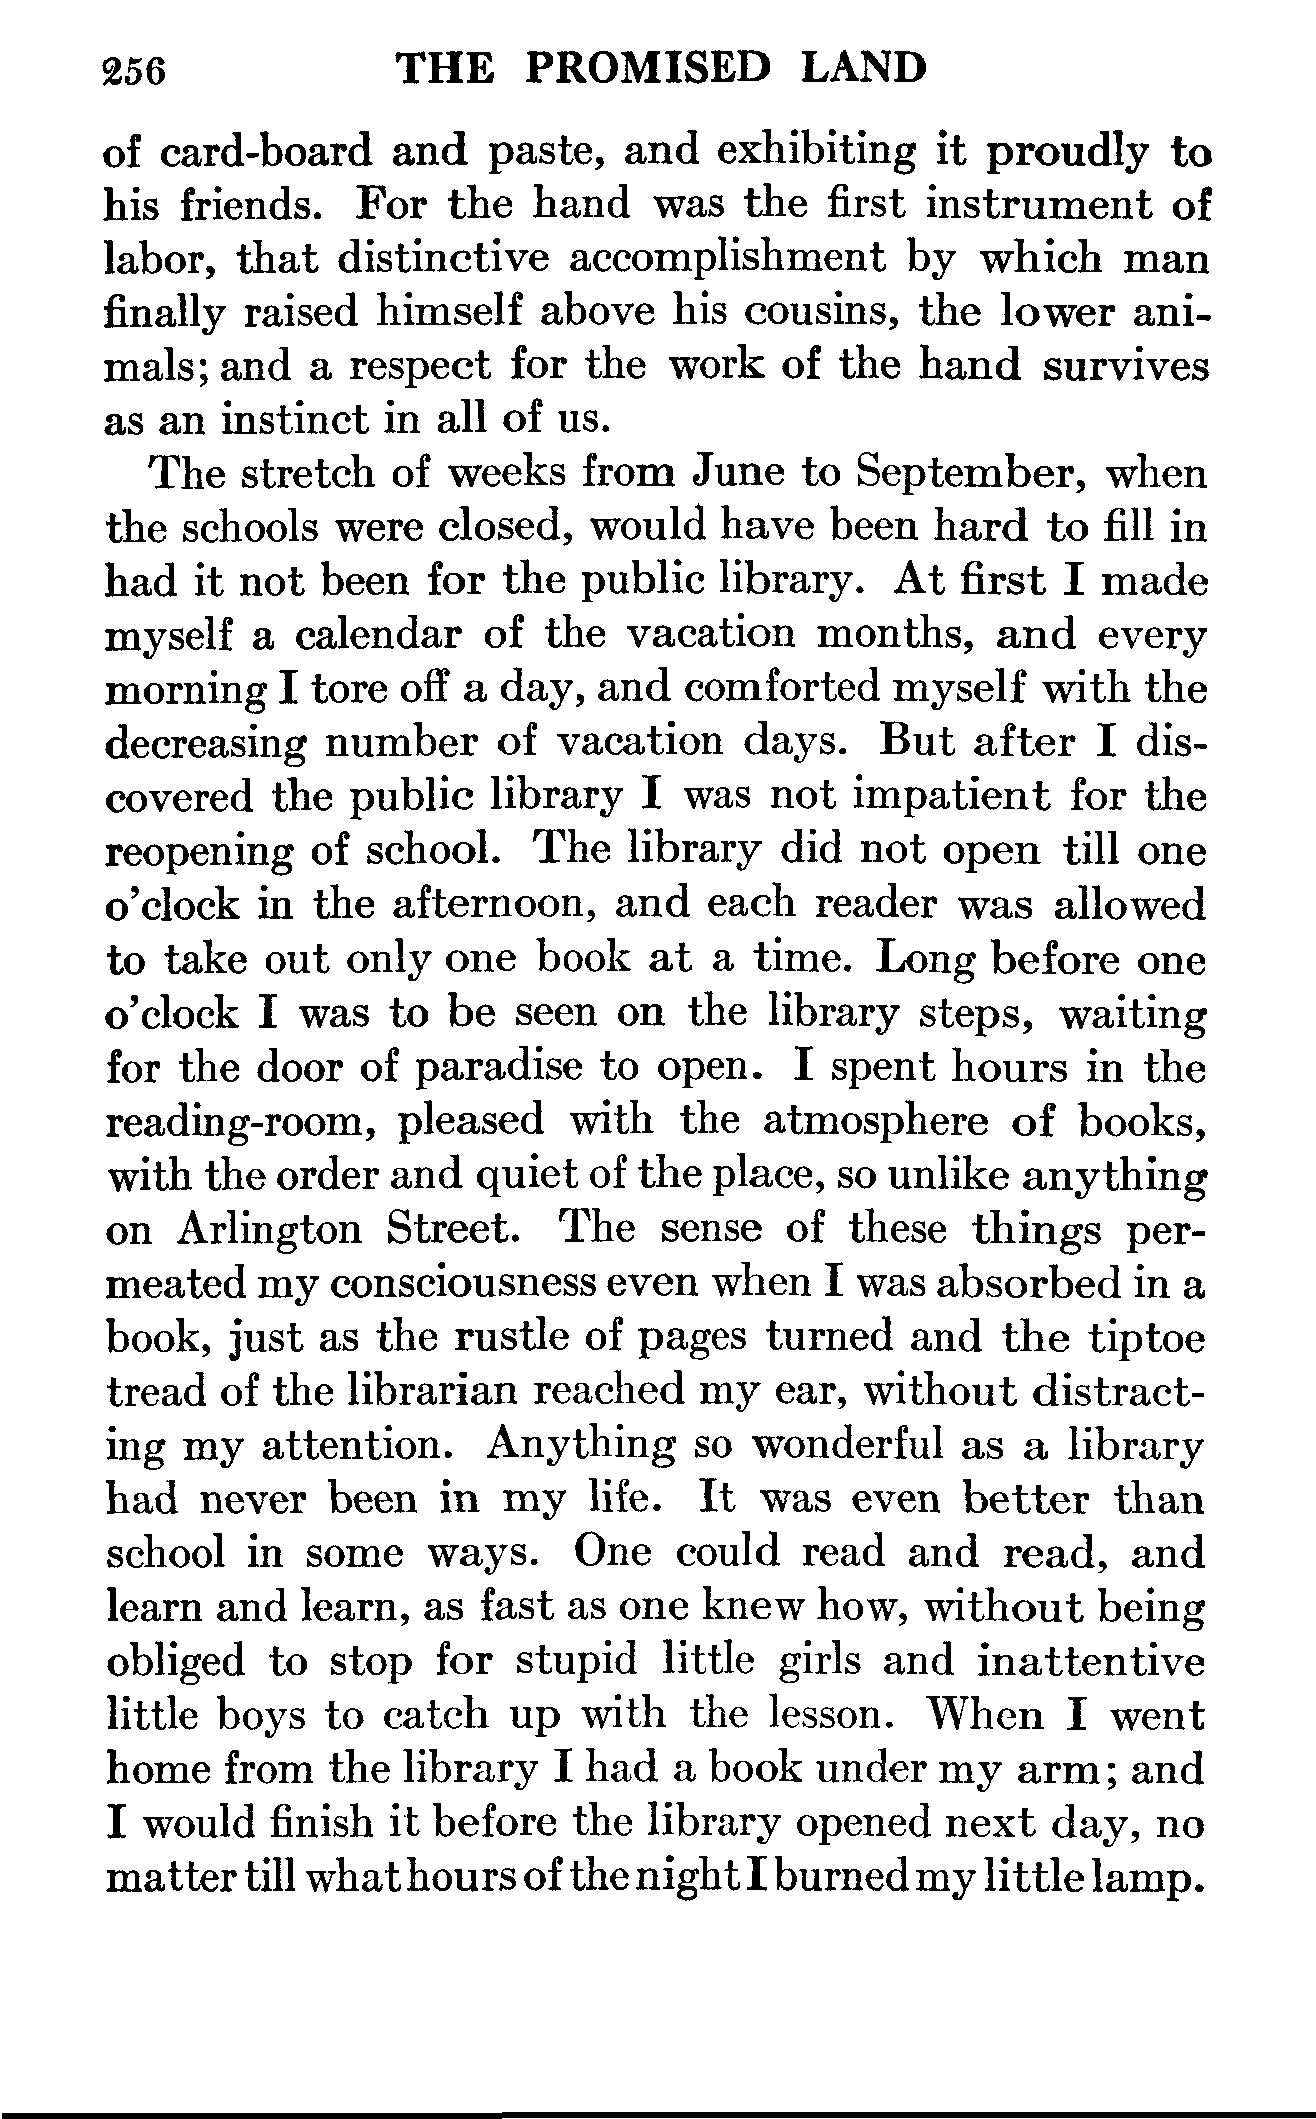 256 THE PROMISED LAND
of card-board and paste, and exhibiting it proudly to
his friends. For the hand was the first instrument of
labor, that distinctive accomplishment by which man
finally raised himself above his cousins, the lower ani-
mals; and a respect for the work of the hand survives
as an instinct in all of us.
The stretch of weeks from June to September, when
the schools were closed, would have been hard to fill in
had it not been for the public library. At first I made
myself a calendar of the vacation months, and every
morning I tore off a day, and comforted myself with the
decreasing number of vacation days. But after I dis-
covered the public library I was not impatient for the
reopening of school. The library did not open till one
o'clock in the afternoon, and each reader was allowed
to take out only one book at a time. Long before one
o'clock I was to be seen on the library steps, waiting
for the door of paradise to open. I spent hours in the
reading-room, pleased with the atmosphere of books,
with the order and quiet of the place, so unlike anything
on Arlington Street. The sense of these things per-
meated my consciousness even when I was absorbed in a
book, just as the rustle of pages turned and the tiptoe
tread of the librarian reached my ear, without distract-
ing my attention. Anything so wonderful as a library
had never been in my life. It was even better than
school in some ways. One could read and read, and
learn and learn, as fast as one knew how, without being
obliged to stop for stupid little girls and inattentive
little boys to catch up with the lesson. When I went
home from the library I had a book under my arm; and
I would finish it before the library opened next day, no
matter till what hours of the night I burned my little lamp.